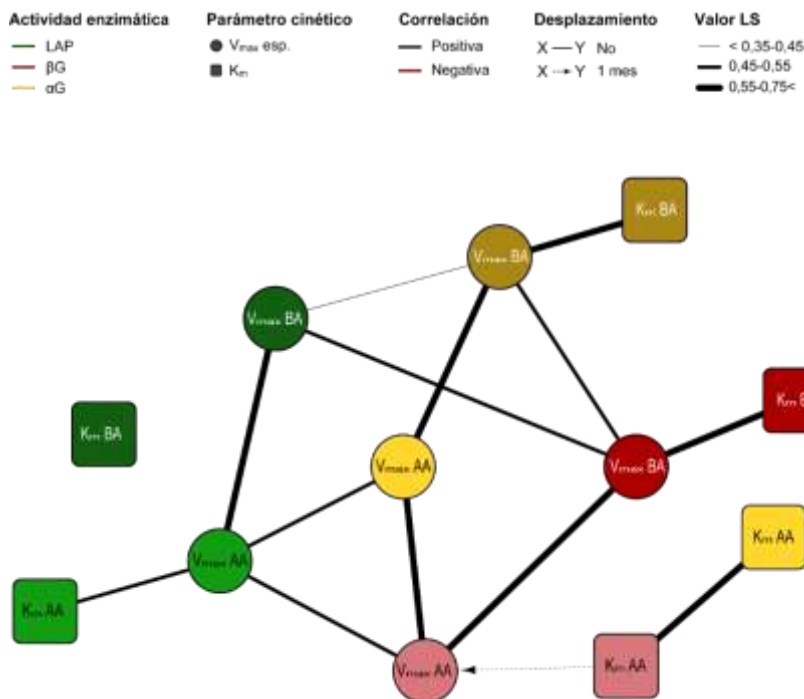 Actividad enzimática
LAP
βG
αG
Parámetro cinético
Vmax esp.
Km
Correlación
Positiva
Negativa
Desplazamiento
X — Y No
X ---► Y 1 mes
Valor LS
< 0,35-0,45
0,45-0,55
0,55-0,75<
Km BA
Vmax BA
Vmax BA
Km B
Km BA
Vmax AA
Vmax BA
Km AA
Vmax AA
Km AA
Vmax AA
Km AA